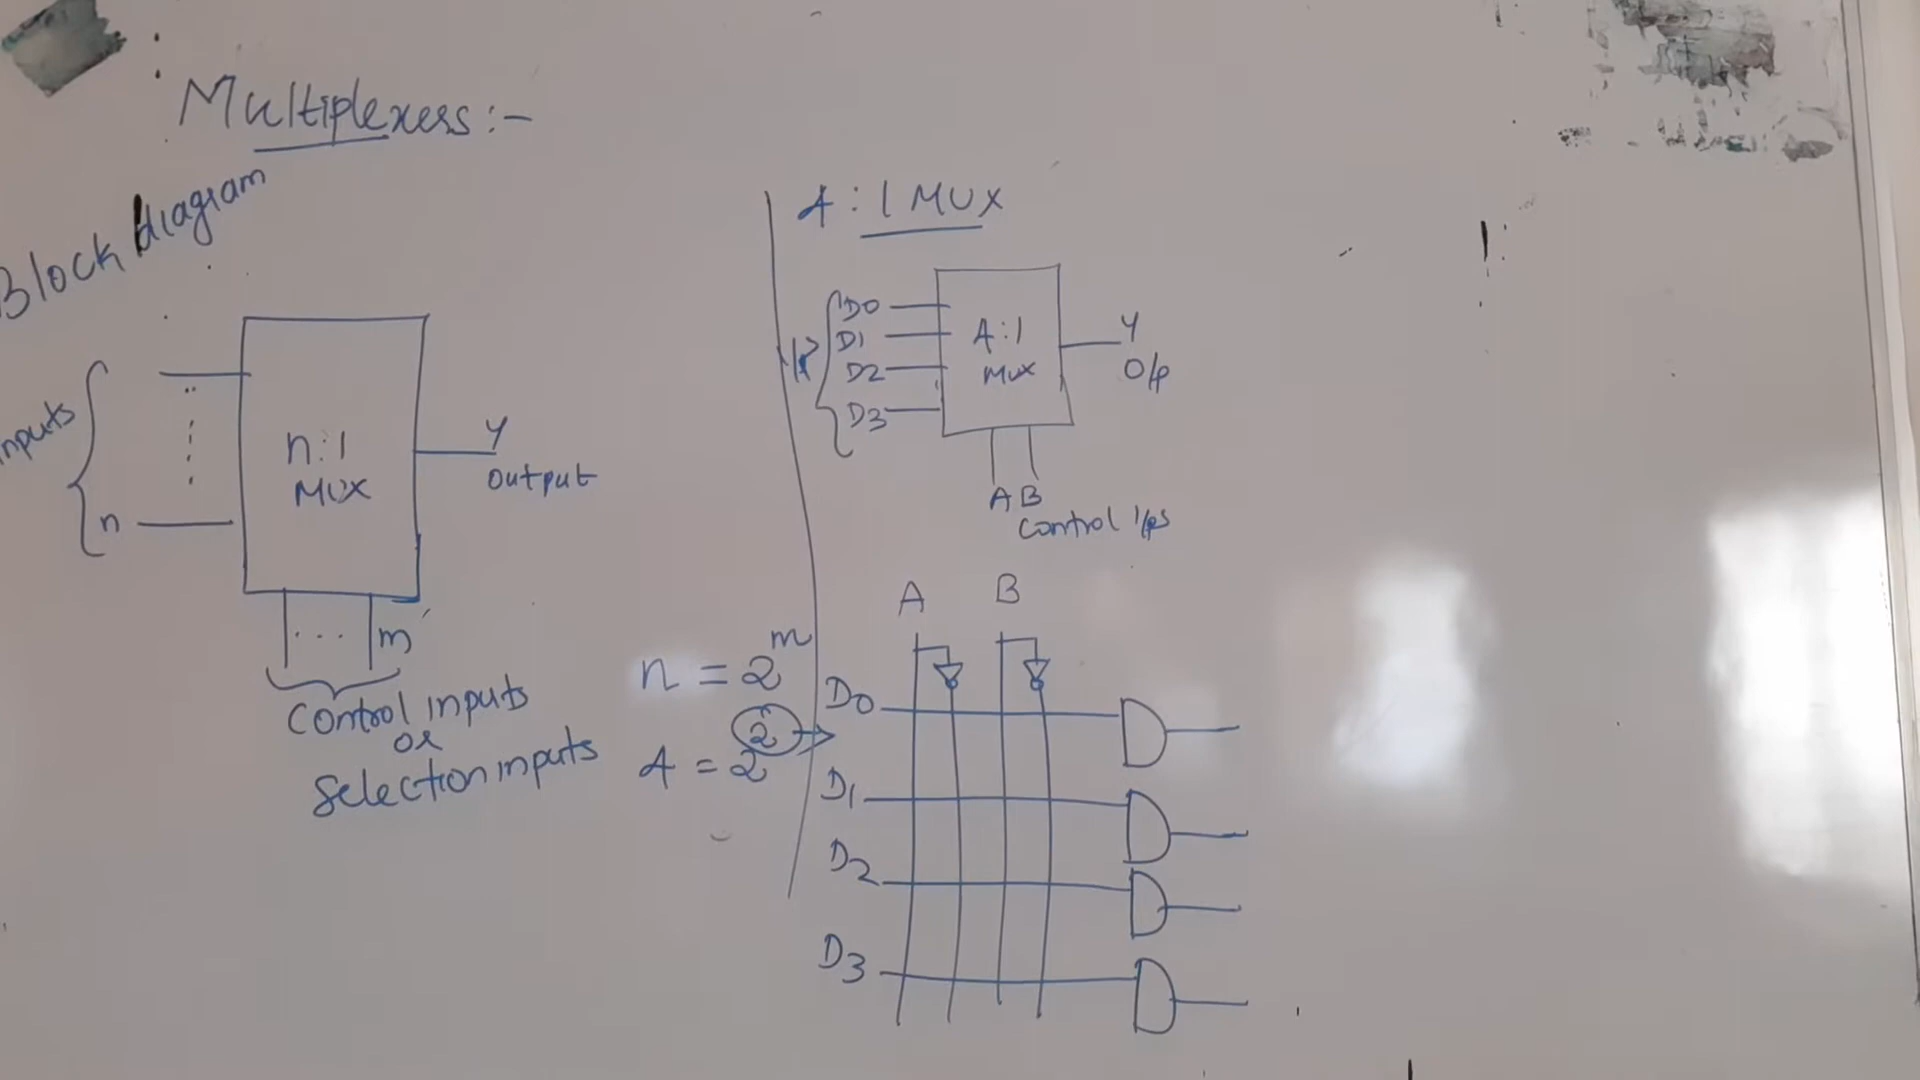 Multiplexers :-
Block diagram
nputs
n
n:1
MUX
Y
output
... m
Control inputs
or
Selection inputs
n = 2^m
4 = 2^2
4:1 MUX
I/P
D0
D1
D2
D3
4:1
MUX
Y
O/p
A B
Control I/ps
A B
D0
D1
D2
D3